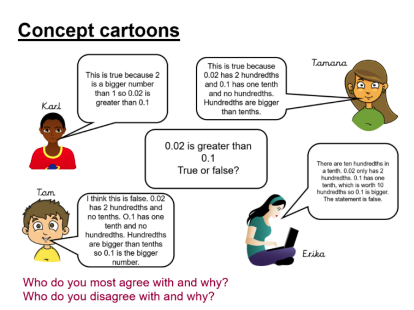 Concept cartoons
This is true because 2
is a bigger number
than 1 so 0.02 is
greater than 0.1
Karl
This is true because
0.02 has 2 hundredths
and 0.1 has one tenth
and no hundredths.
Hundredths are bigger
than tenths.
Tamana
0.02 is greater than
0.1
True or false?
Tom
I think this is false. 0.02
has 2 hundredths and
no tenths. O.1 has one
tenth and no
hundredths. Hundredths
are bigger than tenths
so 0.1 is the bigger
number.
There are ten hundredths in
a tenth. 0.02 only has 2
hundredths. 0.1 has one
tenth, which is worth 10
hundredths so 0.1 is bigger.
The statement is false.
Erika
Who do you most agree with and why?
Who do you disagree with and why?